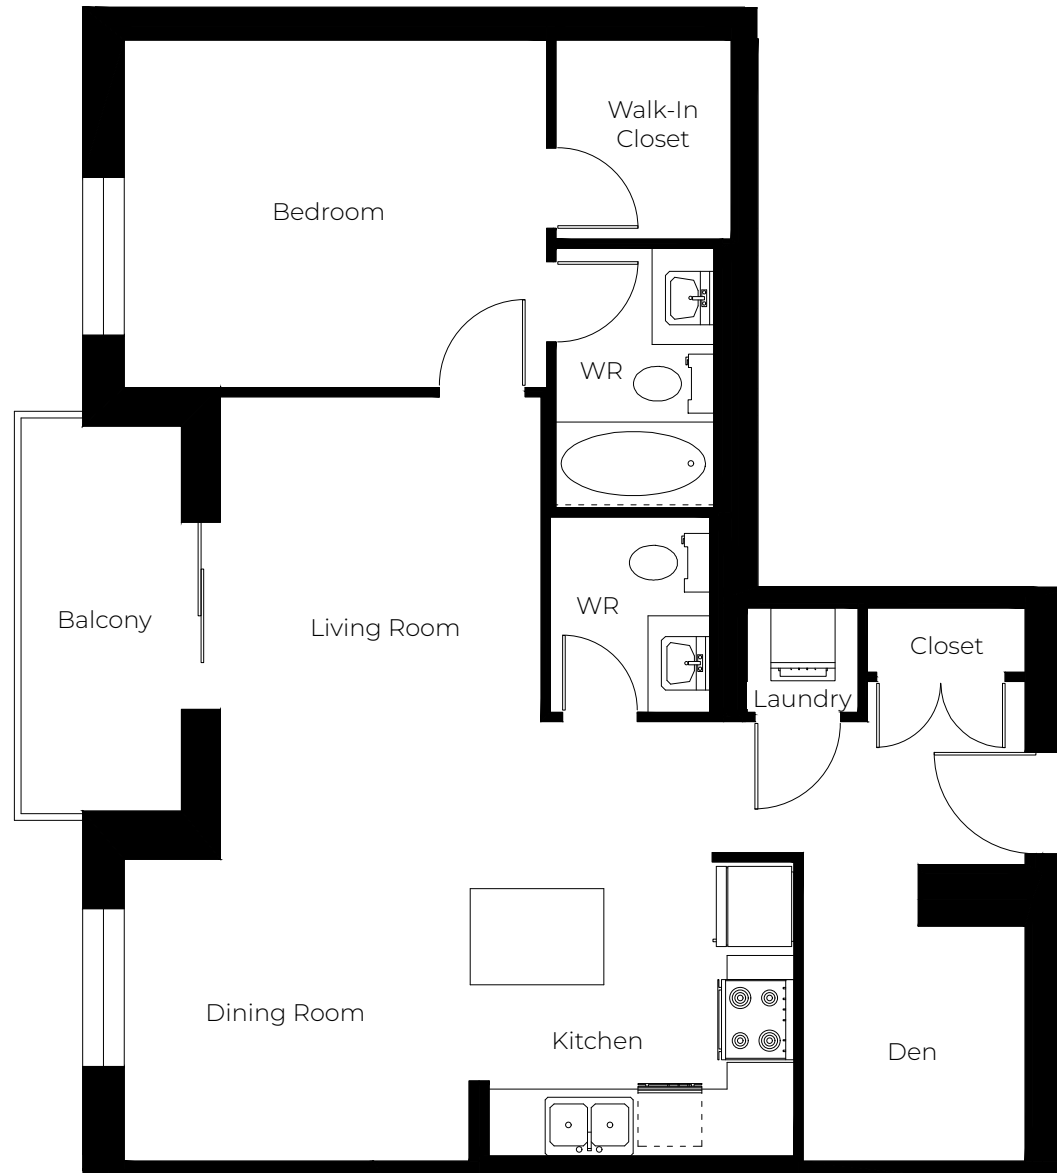 Walk-In
Closet
Bedroom
WR
WR
Balcony
Living Room
Closet
Laundry
Dining Room
Kitchen
Den